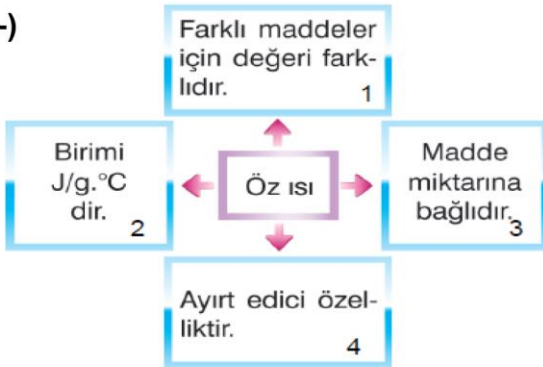 -)
Farklı maddeler
için değeri fark-
lıdır.
1
Birimi
J/g.°C
dir.
2
Öz ısı
Madde
miktarına
bağlıdır.
3
Ayırt edici özel-
liktir.
4